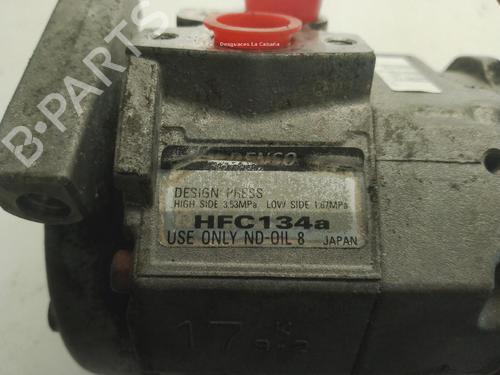 Desguaces La Cabaña
B-PARTS
DESIGN PRESS
HIGH SIDE 3.53MPa LOW SIDE 1.67MPa
HFC134a
USE ONLY ND-OIL 8 JAPAN
17